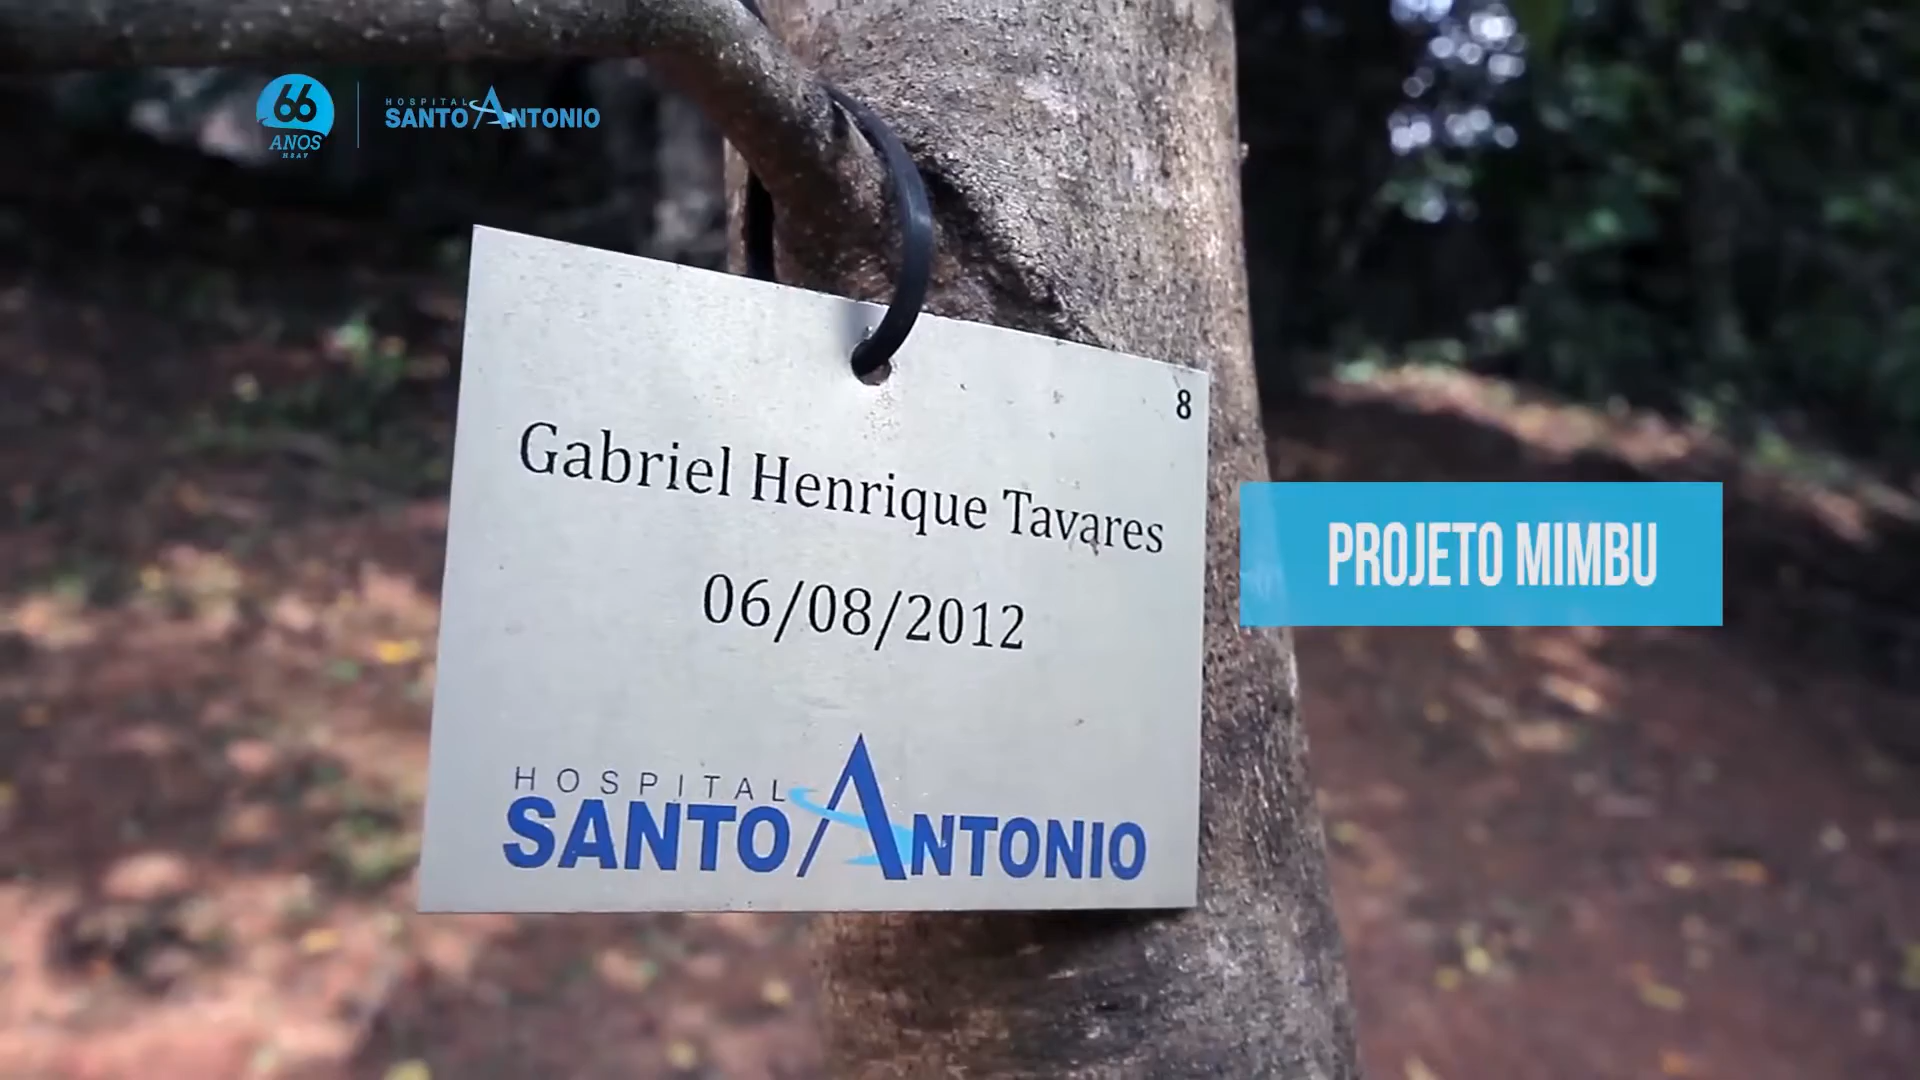 66
ANOS
HSAV
HOSPITAL
SANTO ANTONIO
8
Gabriel Henrique Tavares
06/08/2012
HOSPITAL
SANTO ANTONIO
PROJETO MIMBU